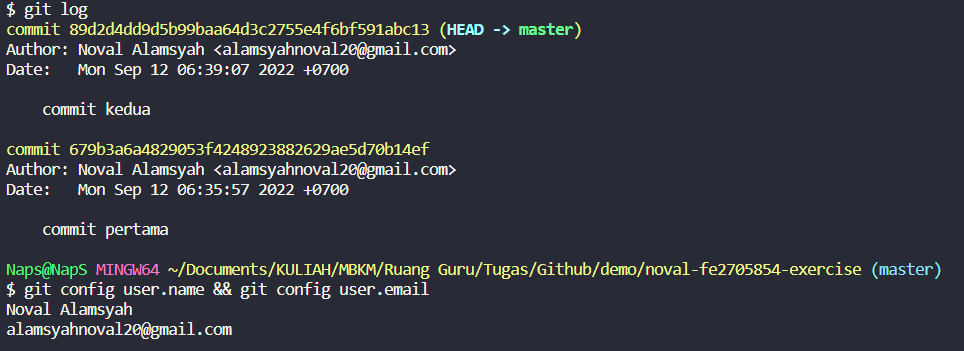 $ git log
commit 89d2d4dd9d5b99baa64d3c2755e4f6bf591abc13 (HEAD -> master)
Author: Noval Alamsyah <alamsyahnoval20@gmail.com>
Date:   Mon Sep 12 06:39:07 2022 +0700
commit kedua
commit 679b3a6a4829053f4248923882629ae5d70b14ef
Author: Noval Alamsyah <alamsyahnoval20@gmail.com>
Date:   Mon Sep 12 06:35:57 2022 +0700
commit pertama
Naps@NapS MINGW64 ~/Documents/KULIAH/MBKM/Ruang Guru/Tugas/Github/demo/noval-fe2705854-exercise (master)
$ git config user.name && git config user.email
Noval Alamsyah
alamsyahnoval20@gmail.com